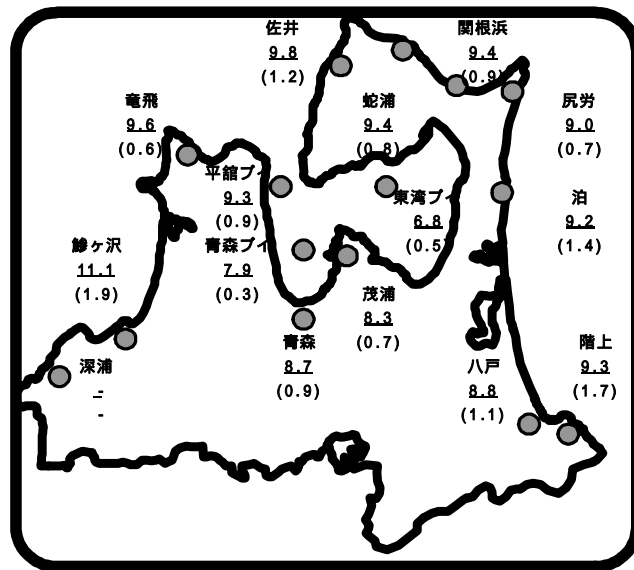 佐井
9.8
(1.2)
関根浜
9.4
(0.9)
竜飛
9.6
(0.6)
蛇浦
9.4
(0.8)
尻労
9.0
(0.7)
平舘ブイ
9.3
(0.9)
東湾ブイ
6.8
(0.5)
泊
9.2
(1.4)
鰺ヶ沢
11.1
(1.9)
青森ブイ
7.9
(0.3)
茂浦
8.3
(0.7)
深浦
-
-
青森
8.7
(0.9)
八戸
8.8
(1.1)
階上
9.3
(1.7)